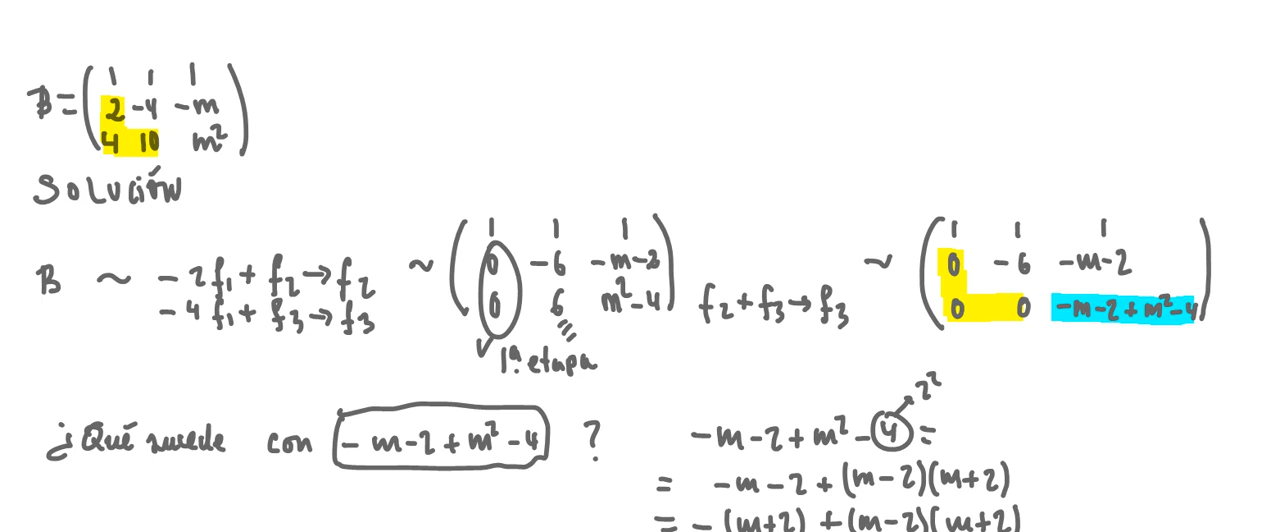 B = ( 1 1 1
2 -4 -m
4 10 m² )
SOLUCIÓN
B ~ -2f₁ + f₂ → f₂
-4f₁ + f₃ → f₃
~ ( 1 1 1
0 -6 -m-2
0 6 m²-4 )
1ª etapa
f₂ + f₃ → f₃
~ ( 1 1 1
0 -6 -m-2
0 0 -m-2+m²-4 )
¿Qué suede con -m-2+m²-4 ?
-m-2+m²-4 =
2²
= -m-2+(m-2)(m+2)
= -(m+2)+(m-2)(m+2)